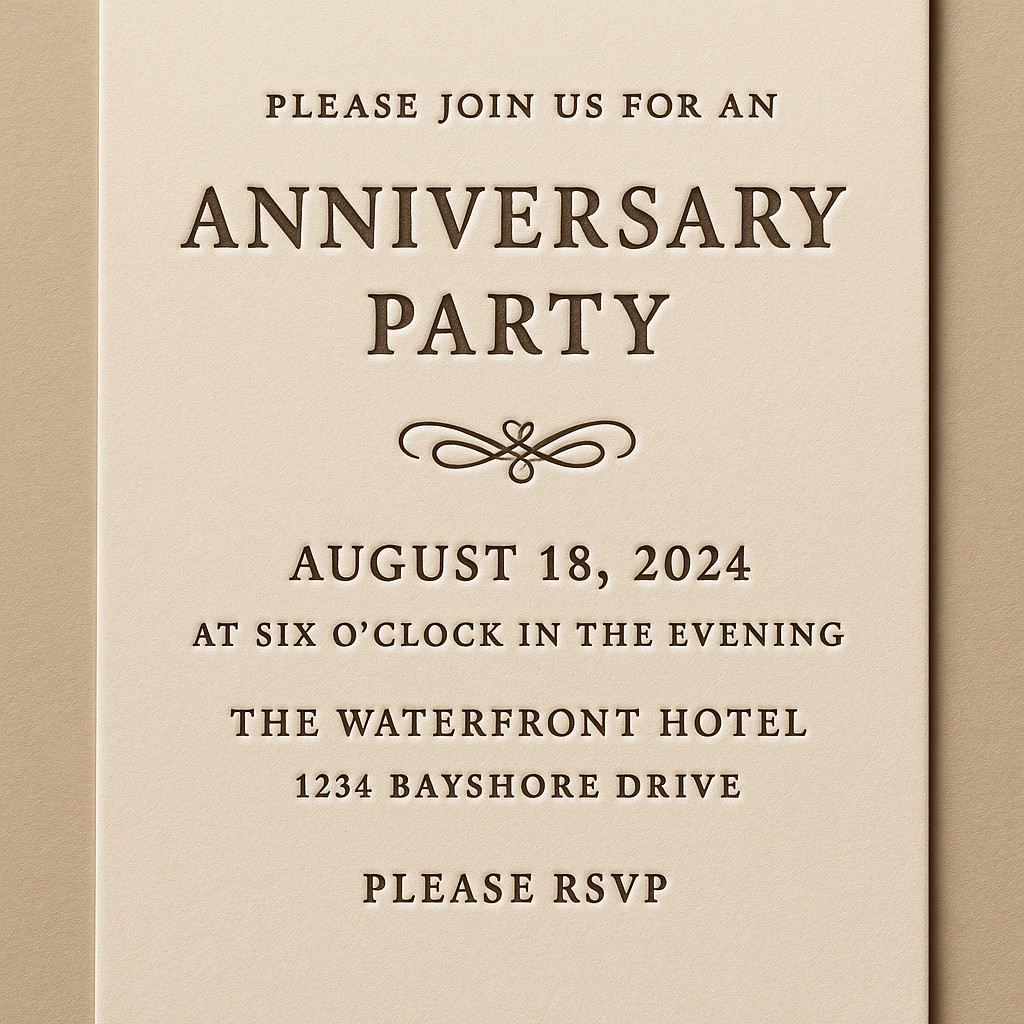 PLEASE JOIN US FOR AN
ANNIVERSARY
PARTY
AUGUST 18, 2024
AT SIX O’CLOCK IN THE EVENING
THE WATERFRONT HOTEL
1234 BAYSHORE DRIVE
PLEASE RSVP